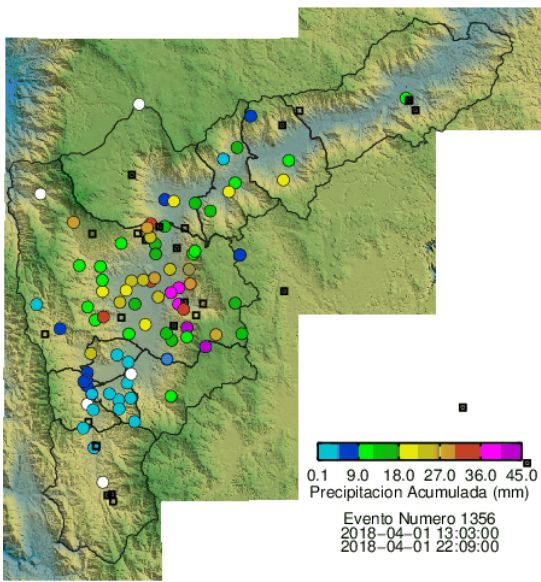 0.1 9.0 18.0 27.0 36.0 45.0
Precipitacion Acumulada (mm)
Evento Numero 1356
2018-04-01 13:03:00
2018-04-01 22:09:00